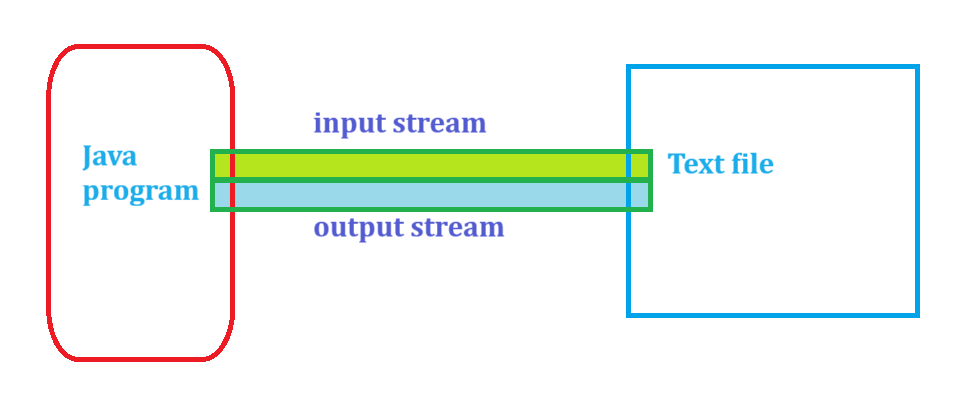 input stream
Java
program
Text file
output stream